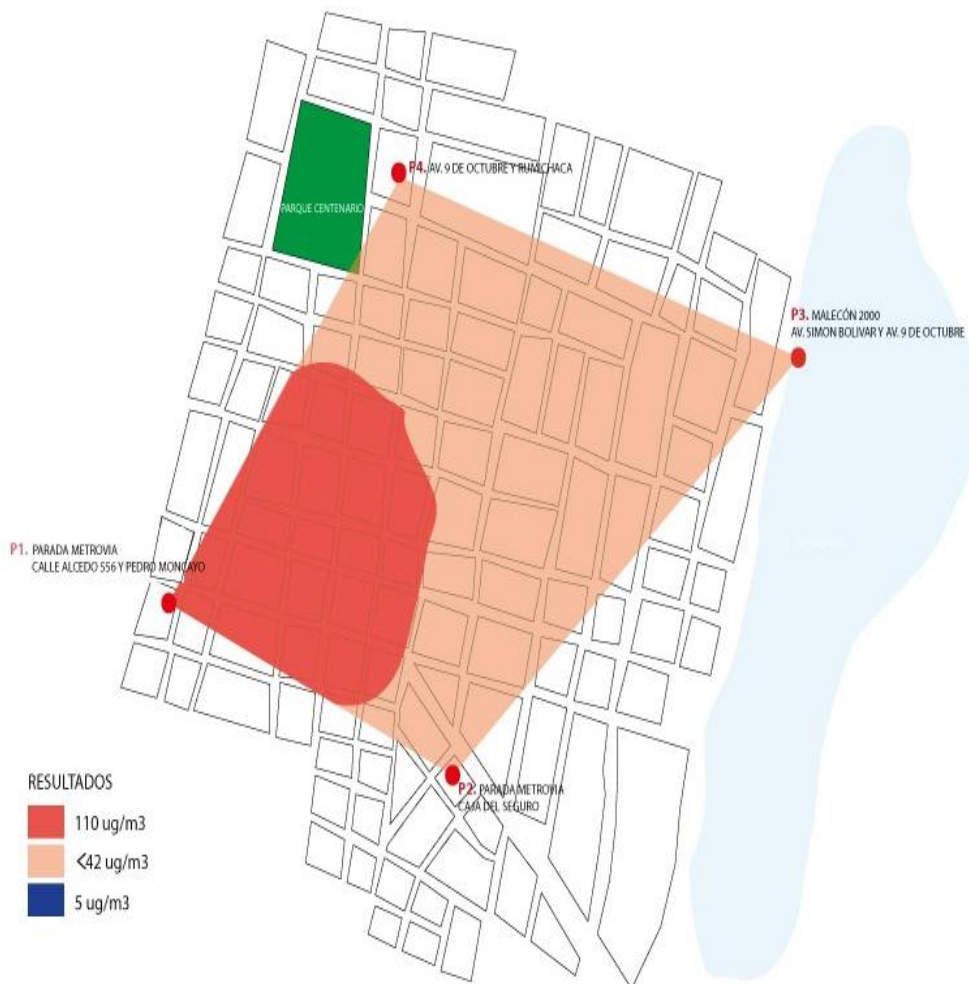 P4. AV. 9 DE OCTUBRE Y RUMICHACA
PARQUE CENTENARIO
P3. MALECÓN 2000
AV. SIMON BOLIVAR Y AV. 9 DE OCTUBRE
P1. PARADA METROVIA
CALLE ALCEDO 556 Y PEDRO MONCAYO
P2. PARADA METROVIA
CAJA DEL SEGURO
RESULTADOS
110 ug/m3
<42 ug/m3
5 ug/m3